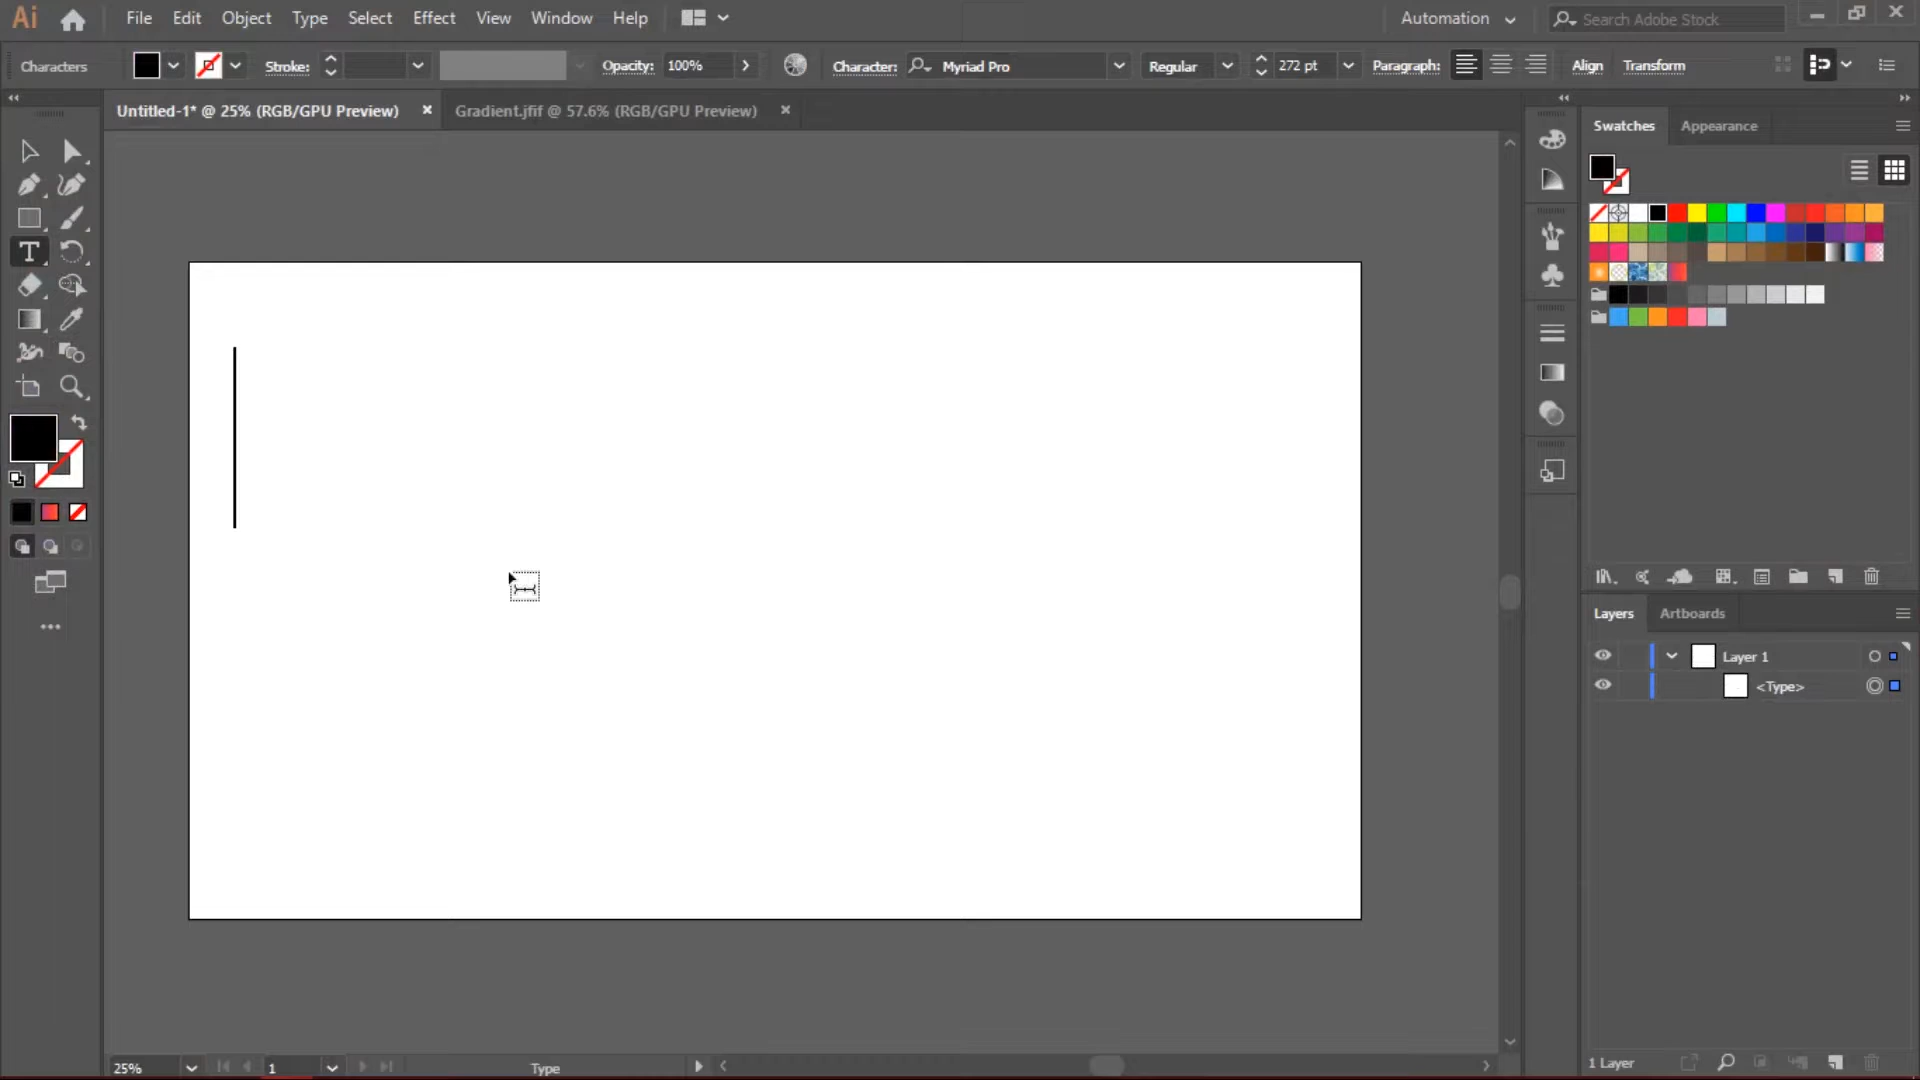 Ai File Edit Object Type Select Effect View Window Help Automation Search Adobe Stock
Characters Stroke: Opacity: 100% Character: Myriad Pro Regular 272 pt Paragraph: Align Transform
Untitled-1* @ 25% (RGB/GPU Preview) Gradient.jfif @ 57.6% (RGB/GPU Preview)
Swatches Appearance
Layers Artboards
Layer 1
<Type>
1 Layer
25% 1 Type